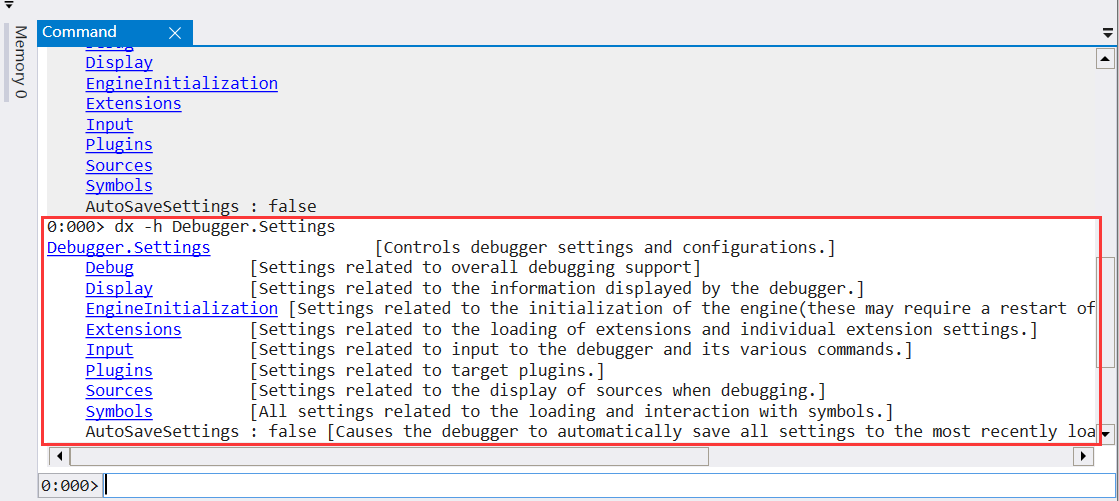 Memory 0
Command
Debug
Display
EngineInitialization
Extensions
Input
Plugins
Sources
Symbols
AutoSaveSettings : false
0:000> dx -h Debugger.Settings
Debugger.Settings [Controls debugger settings and configurations.]
Debug [Settings related to overall debugging support]
Display [Settings related to the information displayed by the debugger.]
EngineInitialization [Settings related to the initialization of the engine(these may require a restart of
Extensions [Settings related to the loading of extensions and individual extension settings.]
Input [Settings related to input to the debugger and its various commands.]
Plugins [Settings related to target plugins.]
Sources [Settings related to the display of sources when debugging.]
Symbols [All settings related to the loading and interaction with symbols.]
AutoSaveSettings : false [Causes the debugger to automatically save all settings to the most recently loa
0:000>